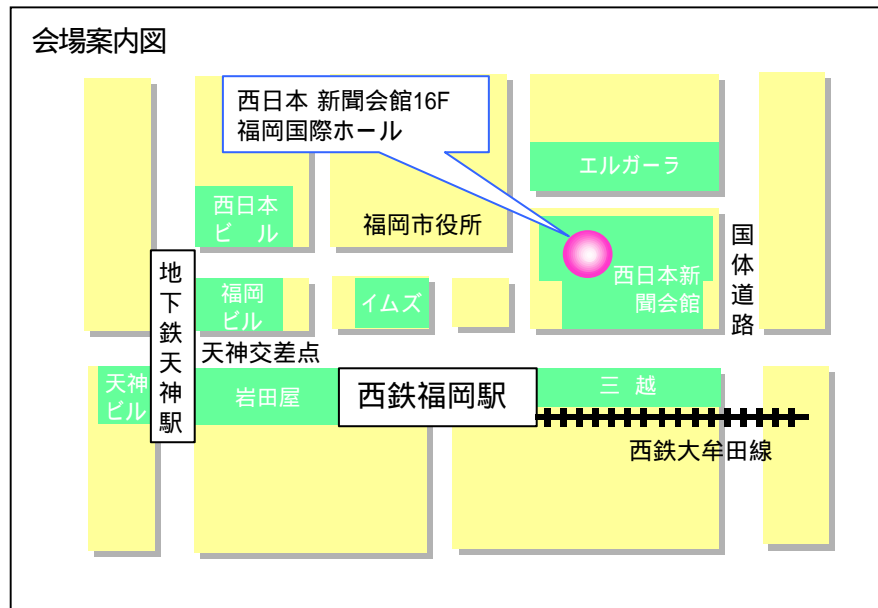 会場案内図
西日本 新聞会館16F
福岡国際ホール
エルガーラ
西日本
ビ ル
福岡市役所
国体道路
地下鉄天神駅
福岡
ビル
イムズ
西日本新
聞会館
天神交差点
天神
ビル
岩田屋
西鉄福岡駅
三 越
西鉄大牟田線